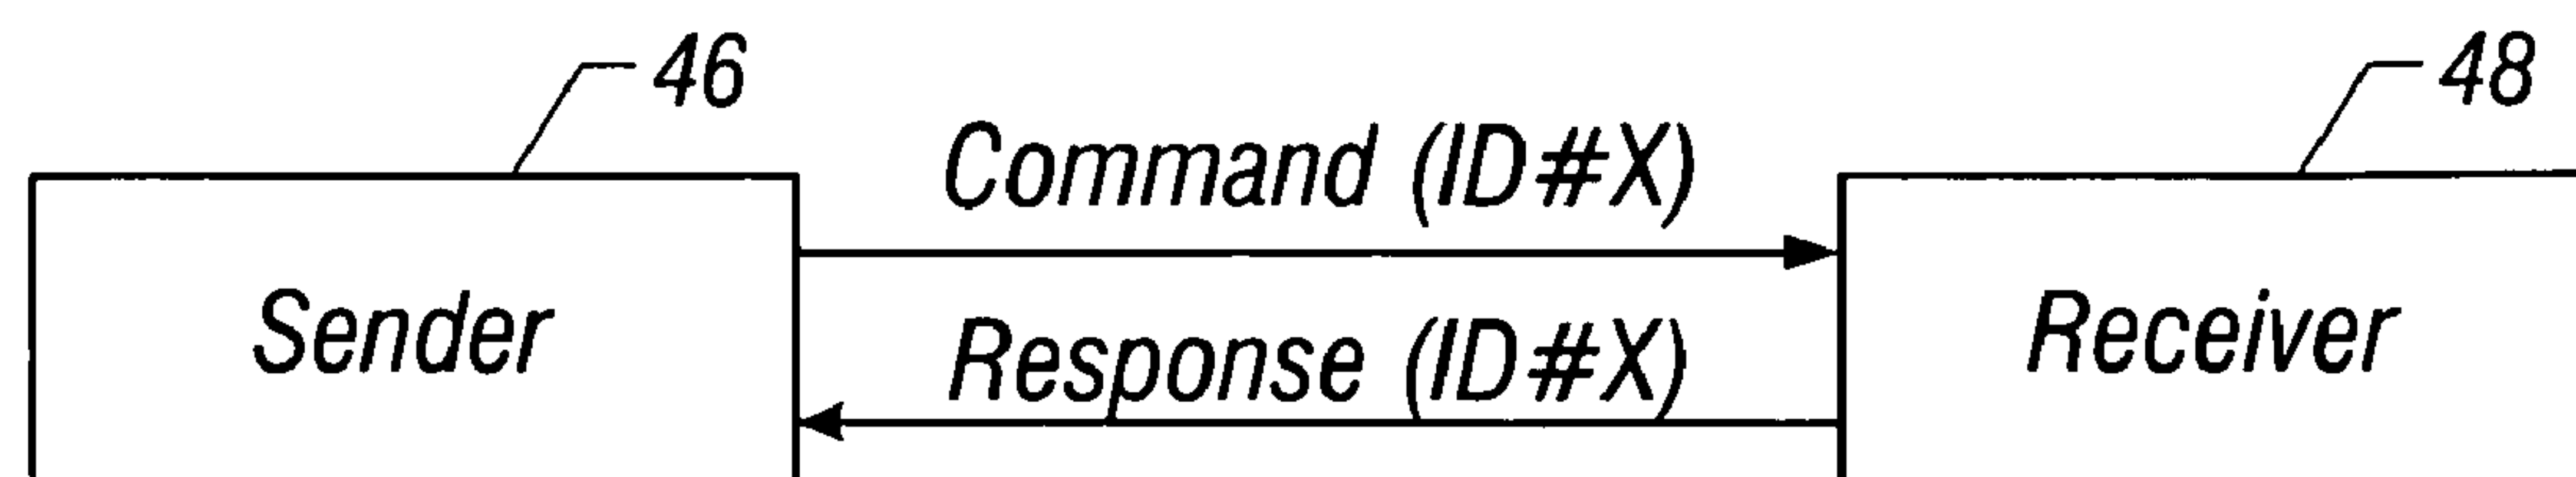 46
48
Command (ID#X)
Sender
Receiver
Response (ID#X)